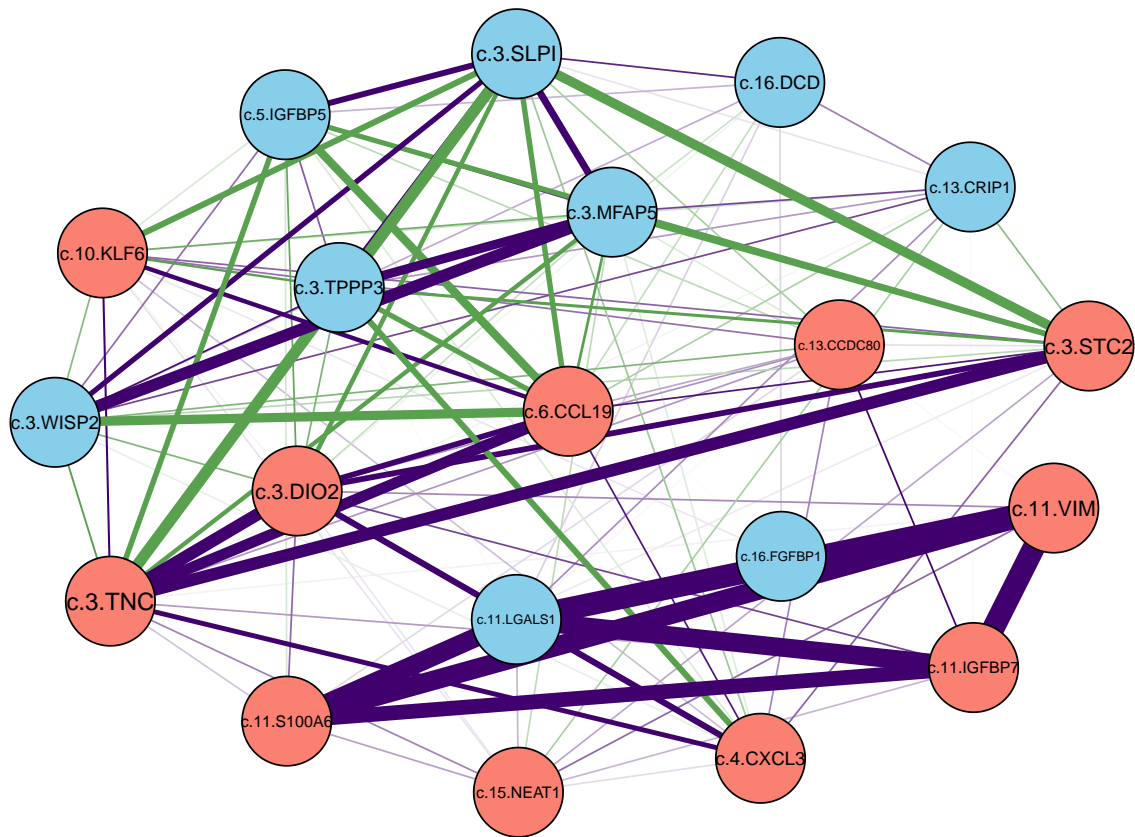 c.3.SLPI
c.16.DCD
c.5.IGFBP5
c.13.CRIP1
c.3.MFAP5
c.10.KLF6
c.3.TPPP3
c.13.CCDC80
c.3.STC2
c.3.WISP2
c.6.CCL19
c.3.DIO2
c.11.VIM
c.16.FGFBP1
c.3.TNC
c.11.LGALS1
c.11.IGFBP7
c.11.S100A6
c.4.CXCL3
c.15.NEAT1